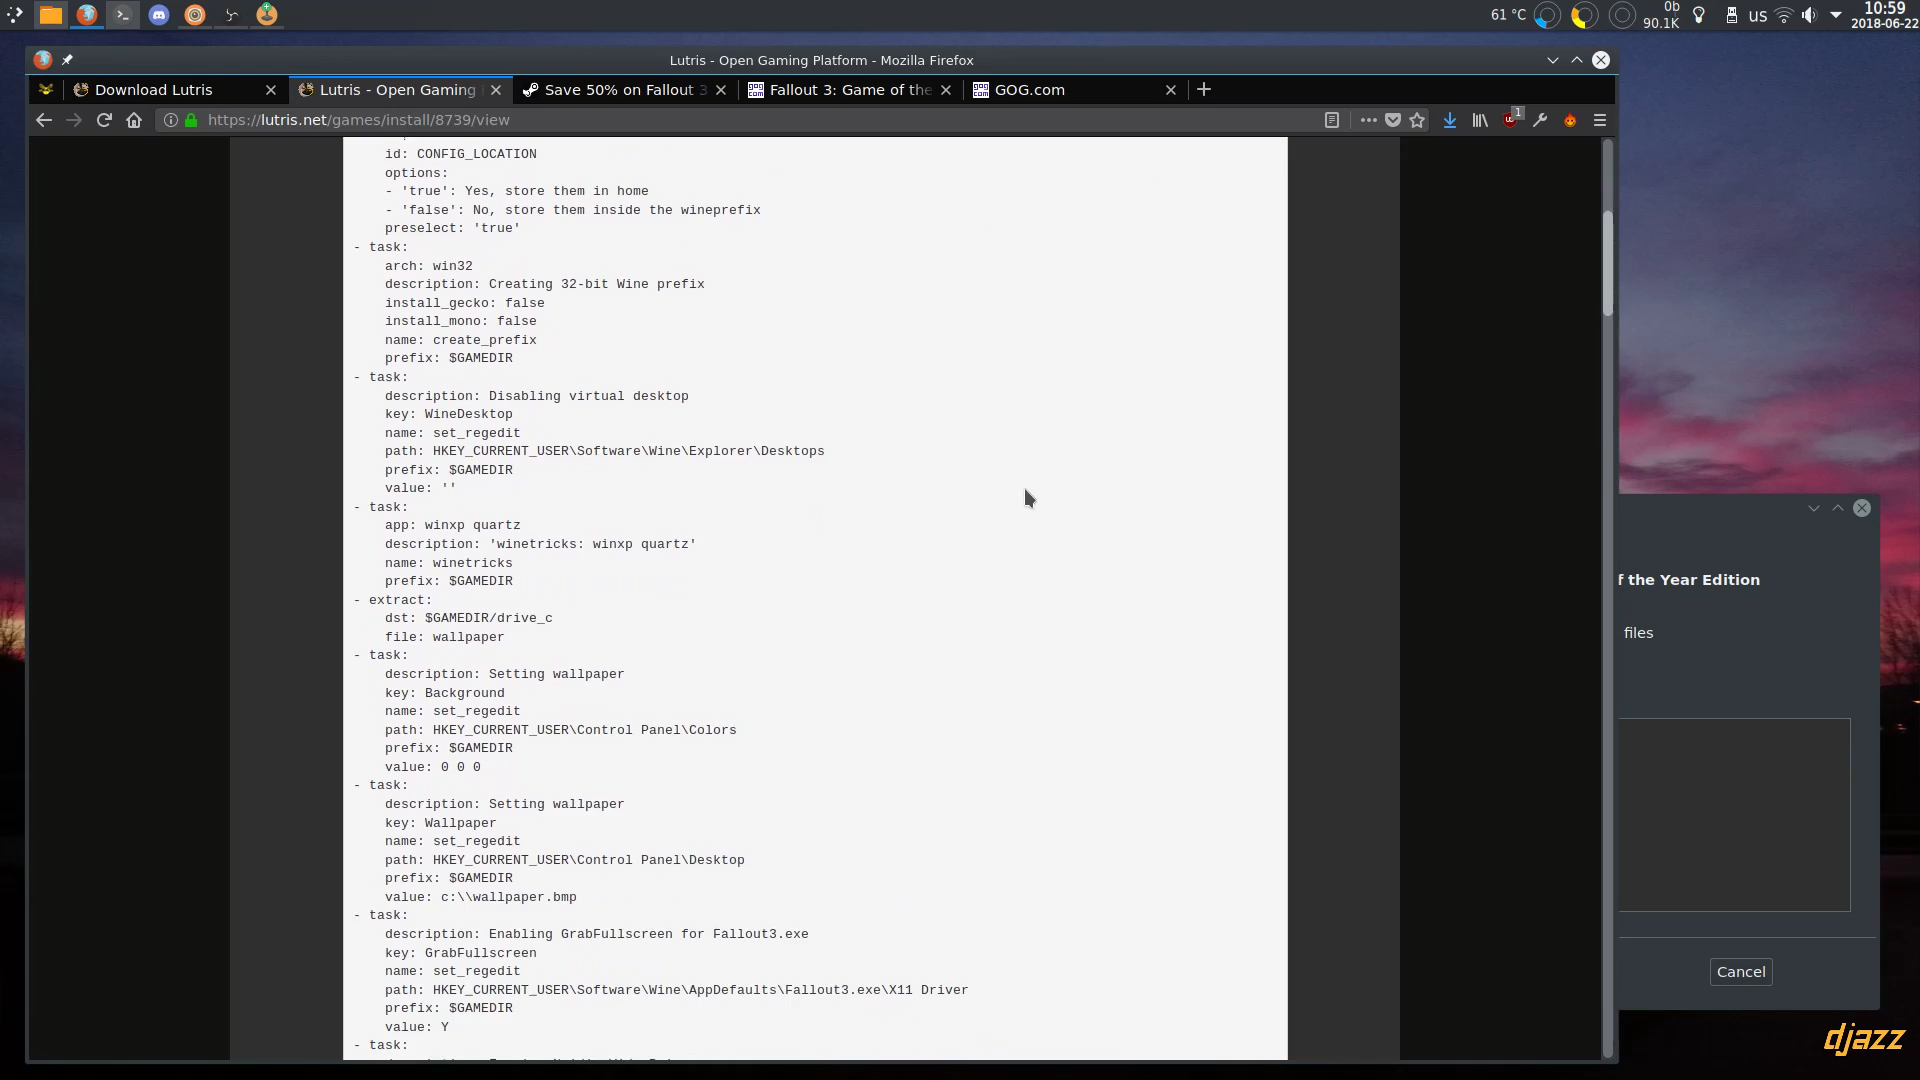 61 °C
0b
90.1K
us
10:59
2018-06-22
Lutris - Open Gaming Platform - Mozilla Firefox
Download Lutris
Lutris - Open Gaming
Save 50% on Fallout 3
Fallout 3: Game of the
GOG.com
https://lutris.net/games/install/8739/view
1
id: CONFIG_LOCATION
options:
- 'true': Yes, store them in home
- 'false': No, store them inside the wineprefix
preselect: 'true'
- task:
arch: win32
description: Creating 32-bit Wine prefix
install_gecko: false
install_mono: false
name: create_prefix
prefix: $GAMEDIR
- task:
description: Disabling virtual desktop
key: WineDesktop
name: set_regedit
path: HKEY_CURRENT_USER\Software\Wine\Explorer\Desktops
prefix: $GAMEDIR
value: ''
- task:
app: winxp quartz
description: 'winetricks: winxp quartz'
name: winetricks
prefix: $GAMEDIR
- extract:
dst: $GAMEDIR/drive_c
file: wallpaper
- task:
description: Setting wallpaper
key: Background
name: set_regedit
path: HKEY_CURRENT_USER\Control Panel\Colors
prefix: $GAMEDIR
value: 0 0 0
- task:
description: Setting wallpaper
key: Wallpaper
name: set_regedit
path: HKEY_CURRENT_USER\Control Panel\Desktop
prefix: $GAMEDIR
value: c:\\wallpaper.bmp
- task:
description: Enabling GrabFullscreen for Fallout3.exe
key: GrabFullscreen
name: set_regedit
path: HKEY_CURRENT_USER\Software\Wine\AppDefaults\Fallout3.exe\X11 Driver
prefix: $GAMEDIR
value: Y
- task:
f the Year Edition
files
Cancel
djazz